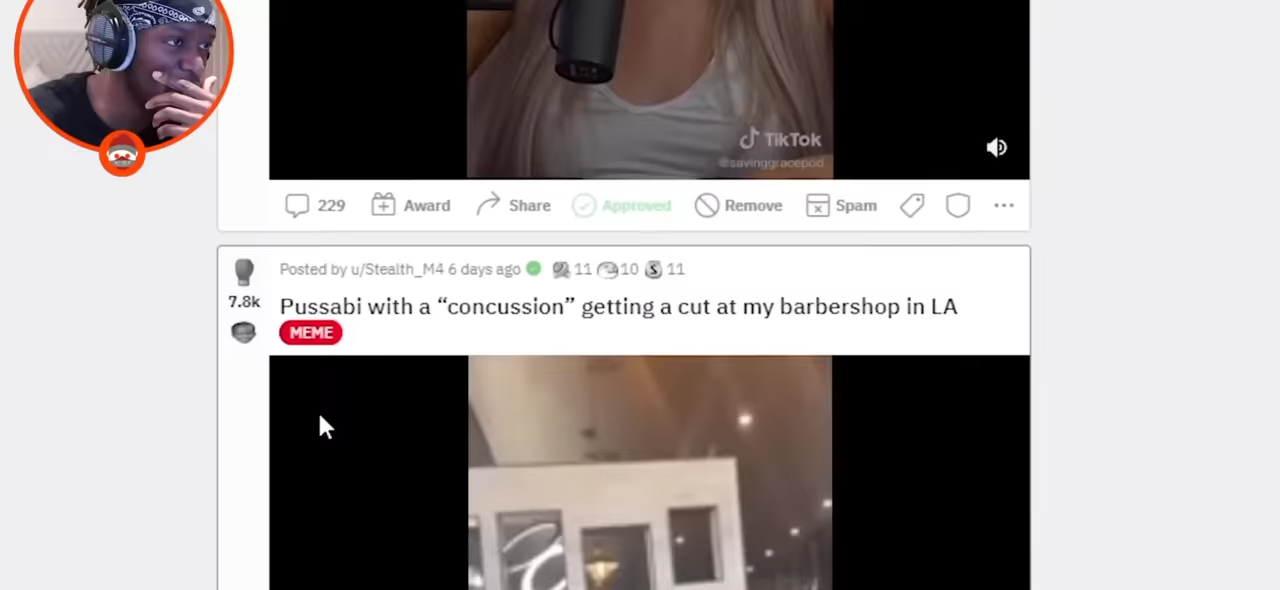 TikTok
@savinggracepod
229 Award Share Approved Remove Spam
Posted by u/Stealth_M4 6 days ago 11 10 11
7.8k
Pussabi with a “concussion” getting a cut at my barbershop in LA
MEME